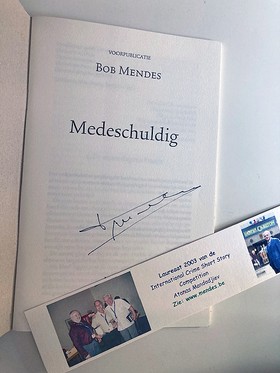 VOORPUBLICATIE
BOB MENDES
Medeschuldig
Laureaat 2003 van de
International Crime Short Story
Competition
Atanas Mandadjiev
Zie: www.mendes.be